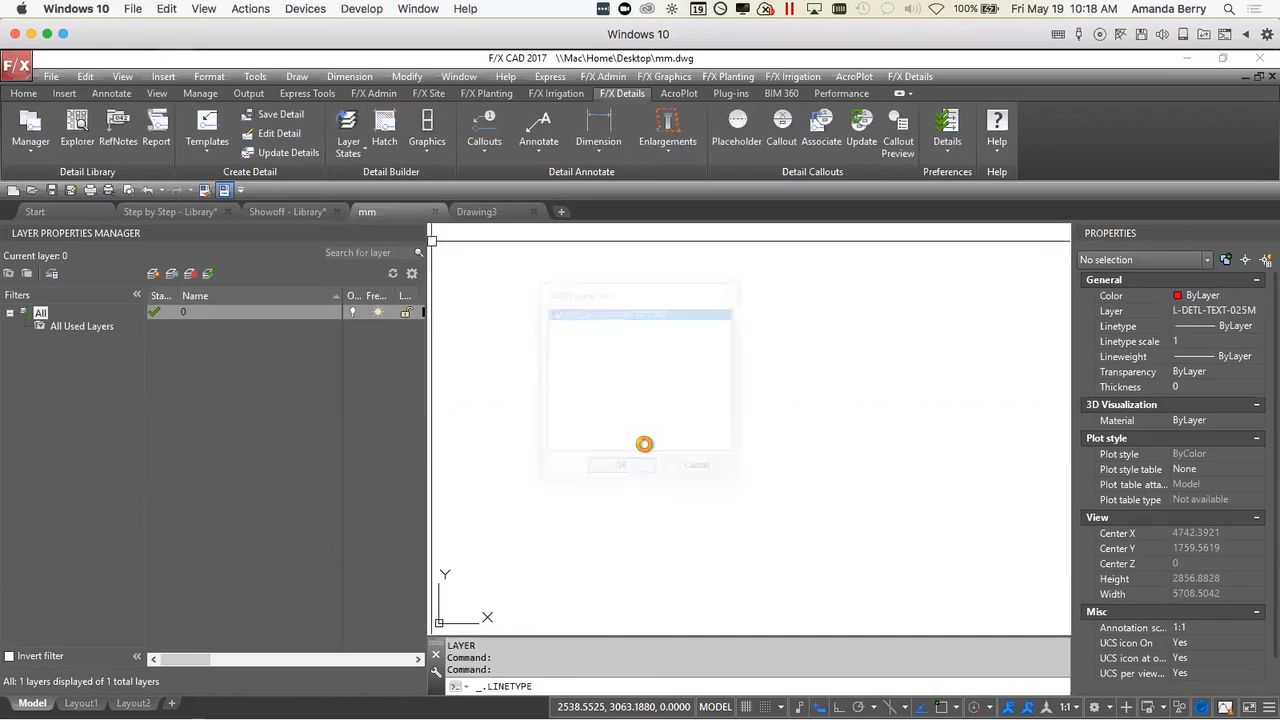 Windows 10 File Edit View Actions Devices Develop Window Help 19 100% Fri May 19 10:18 AM Amanda Berry
Windows 10
F/X F/X CAD 2017 \\Mac\Home\Desktop\mm.dwg
File Edit View Insert Format Tools Draw Dimension Modify Window Help Express F/X Admin F/X Graphics F/X Planting F/X Irrigation AcroPlot F/X Details
Home Insert Annotate View Manage Output Express Tools F/X Admin F/X Site F/X Planting F/X Irrigation F/X Details AcroPlot Plug-ins BIM 360 Performance
Manager Explorer RefNotes Report Templates Save Detail Edit Detail Update Details Layer States Hatch Graphics Callouts Annotate Dimension Enlargements Placeholder Callout Associate Update Callout Preview Details Help
Detail Library Create Detail Detail Builder Detail Annotate Detail Callouts Preferences Help
Start Step by Step - Library* Showoff - Library* mm Drawing3
LAYER PROPERTIES MANAGER
Current layer: 0 Search for layer
Filters Sta... Name O... Fre... L...
All 0
All Used Layers
Invert filter
All: 1 layers displayed of 1 total layers
Y
X
LAYER
Command:
Command:
_.LINETYPE
PROPERTIES
No selection
General
Color ByLayer
Layer L-DETL-TEXT-025M
Linetype ByLayer
Linetype scale 1
Lineweight ByLayer
Transparency ByLayer
Thickness 0
3D Visualization
Material ByLayer
Plot style
Plot style ByColor
Plot style table None
Plot table atta... Model
Plot table type Not available
View
Center X 4742.3921
Center Y 1759.5619
Center Z 0
Height 2856.8828
Width 5708.5042
Misc
Annotation sc... 1:1
UCS icon On Yes
UCS icon at o... Yes
UCS per view... Yes
Model Layout1 Layout2 2538.5525, 3063.1880, 0.0000 MODEL 1:1